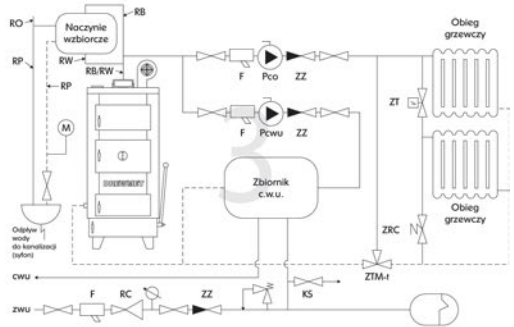 RO
RB
Naczynie
wzbiorcze
RW
RP
RP
RB/RW
F
Pco
ZZ
Obieg
grzewczy
ZT
M
F
Pcwu
ZZ
3
Zbiornik
c.w.u.
Obieg
grzewczy
Odpływ
wody
do kanalizacji
(syfon)
ZRC
ZTM-t
cwu
F
RC
ZZ
KS
zwu